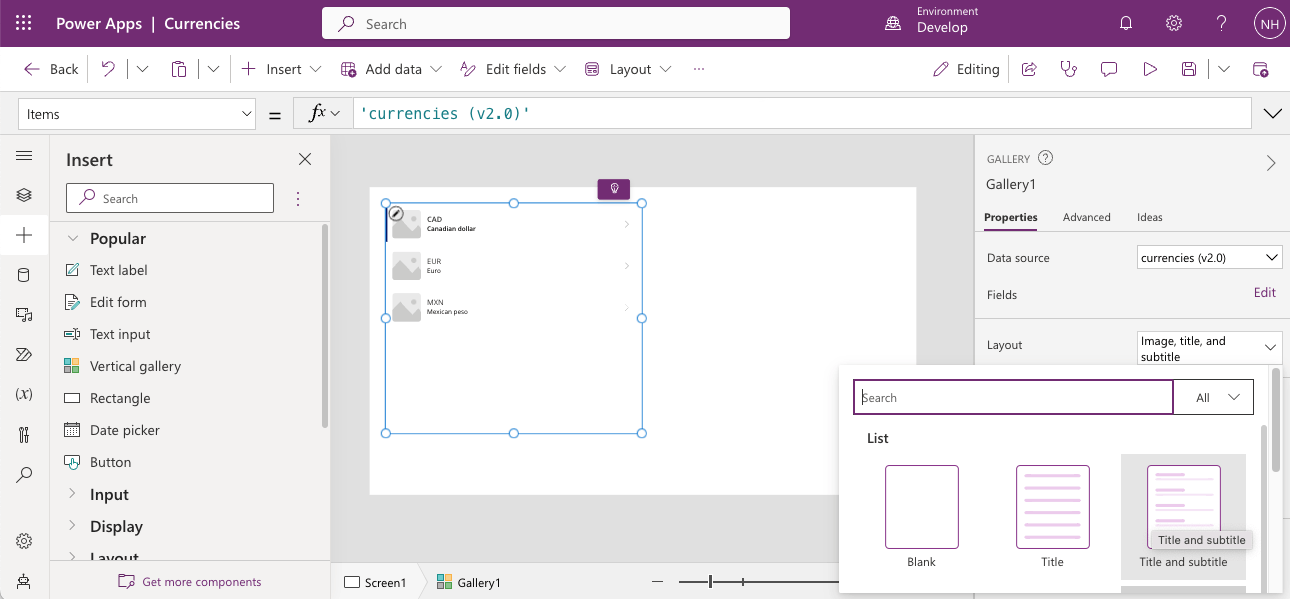 Power Apps | Currencies
Search
Environment
Develop
NH
Back
Insert
Add data
Edit fields
Layout
...
Editing
Items
=
fx
'currencies (v2.0)'
Insert
Search
Popular
Text label
Edit form
Text input
Vertical gallery
Rectangle
Date picker
Button
Input
Display
Layout
Get more components
CAD
Canadian dollar
EUR
Euro
MXN
Mexican peso
Screen1
Gallery1
GALLERY
Gallery1
Properties
Advanced
Ideas
Data source
currencies (v2.0)
Fields
Edit
Layout
Image, title, and
subtitle
Search
All
List
Blank
Title
Title and subtitle
Title and subtitle